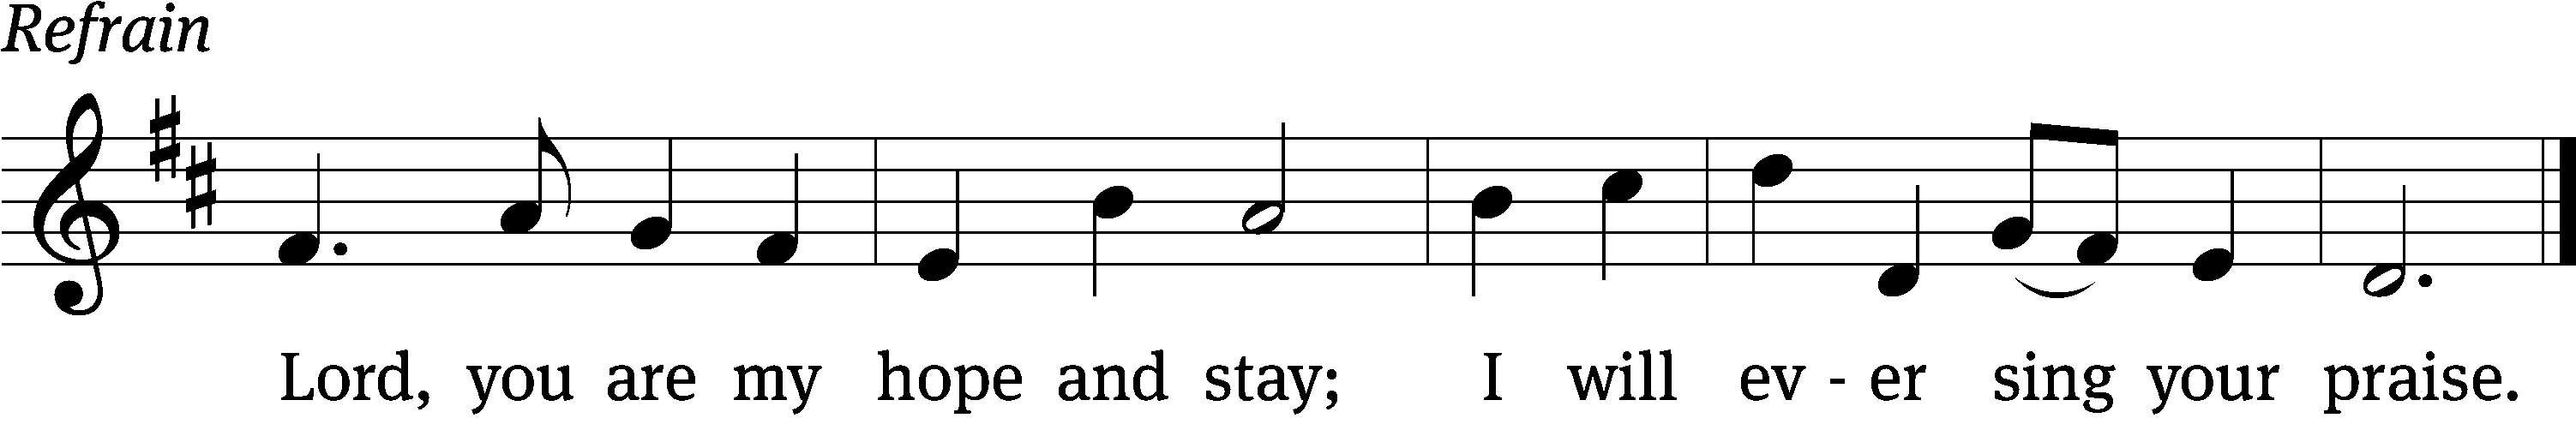 Refrain
Lord, you are my hope and stay; I will ev - er sing your praise.